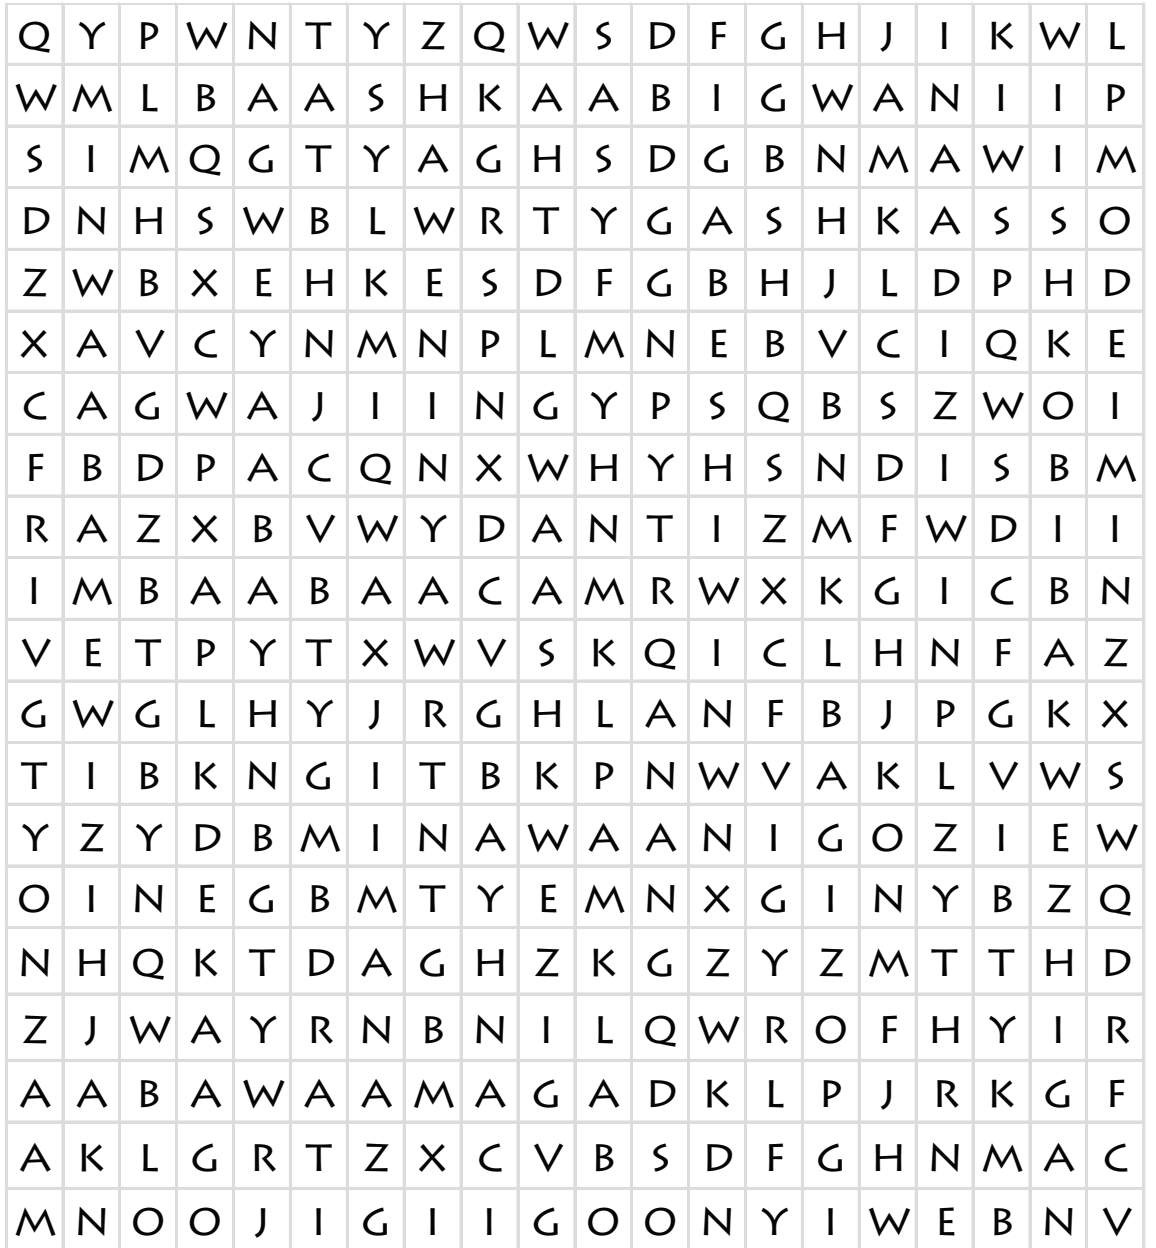 Q Y P W N T Y Z Q W S D F G H J I K W L
W M L B A A S H K A A B I G W A N I I P
S I M Q G T Y A G H S D G B N M A W I M
D N H S W B L W R T Y G A S H K A S S O
Z W B X E H K E S D F G B H J L D P H D
X A V C Y N M N P L M N E B V C I Q K E
C A G W A J I I N G Y P S Q B S Z W O I
F B D P A C Q N X W H Y H S N D I S B M
R A Z X B V W Y D A N T I Z M F W D I I
I M B A A B A A C A M R W X K G I C B N
V E T P Y T X W V S K Q I C L H N F A Z
G W G L H Y J R G H L A N F B J P G K X
T I B K N G I T B K P N W V A K L V W S
Y Z Y D B M I N A W A A N I G O Z I E W
O I N E G B M T Y E M N X G I N Y B Z Q
N H Q K T D A G H Z K G Z Y Z M T T H D
Z J W A Y R N B N I L Q W R O F H Y I R
A A B A W A A M A G A D K L P J R K G F
A K L G R T Z X C V B S D F G H N M A C
M N O O J I G I I G O O N Y I W E B N V